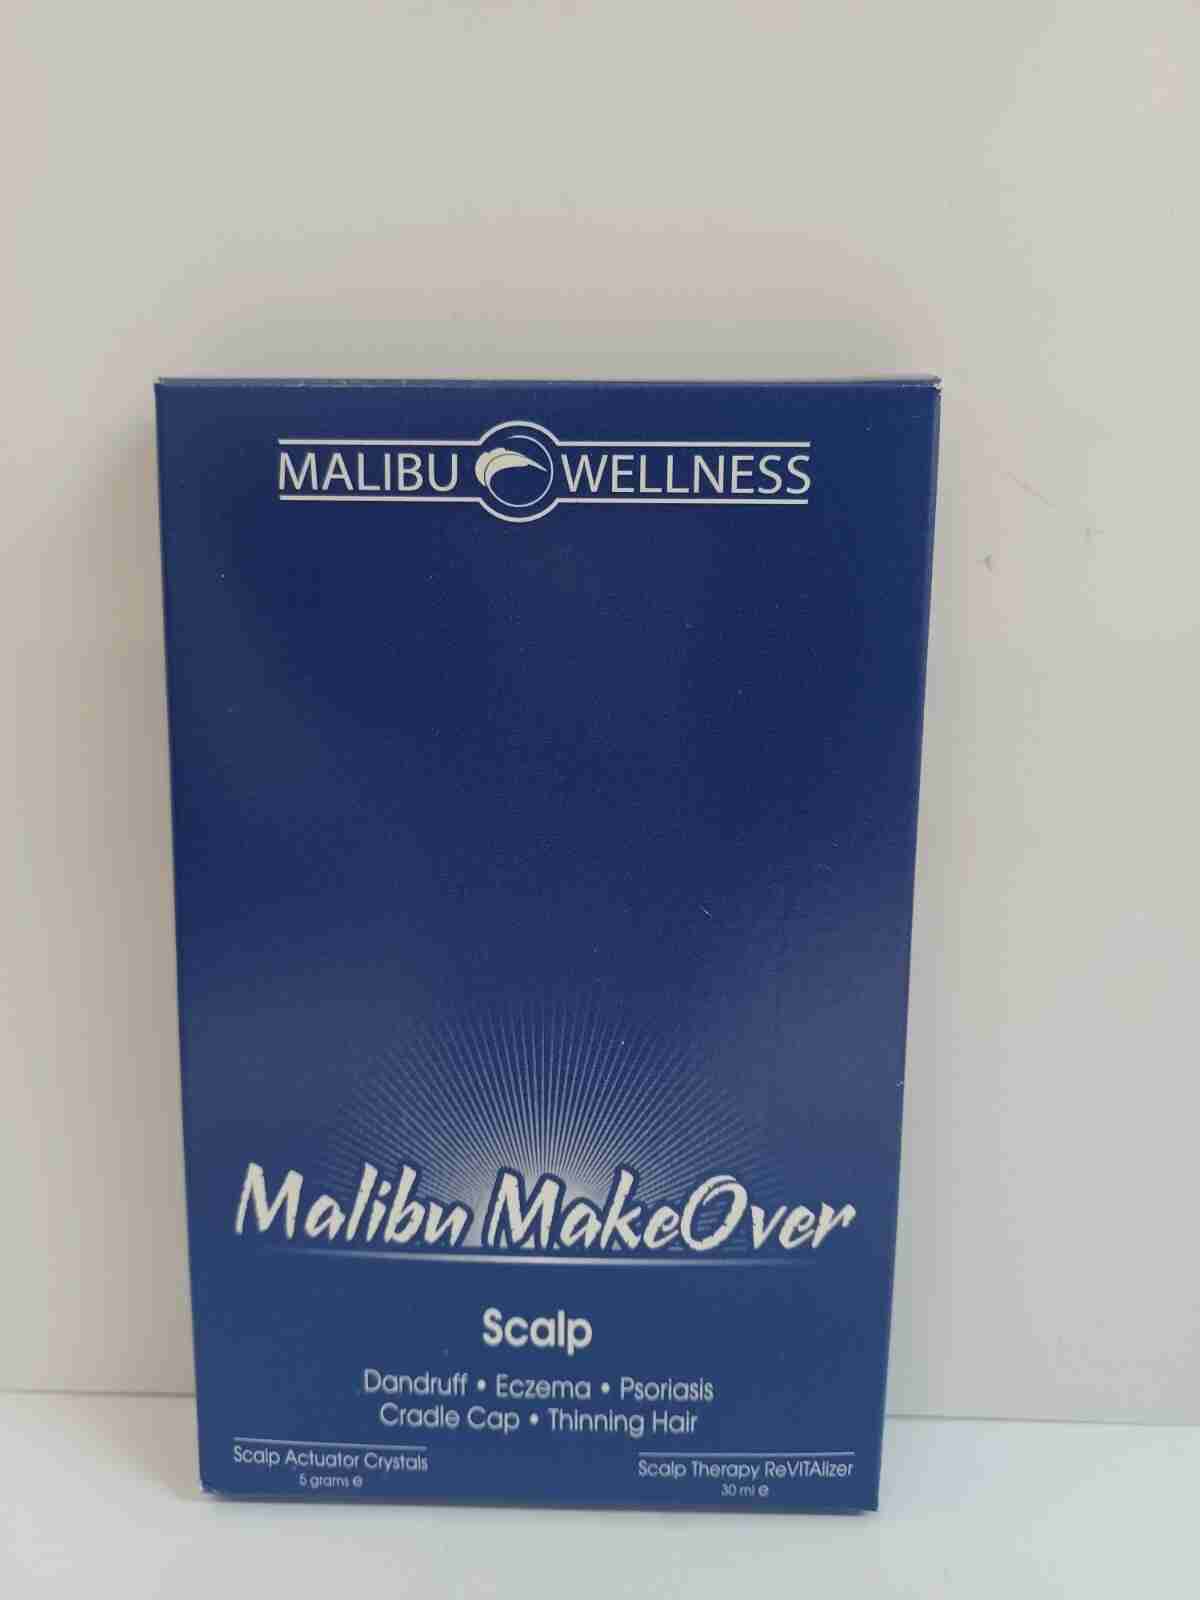 MALIBU WELLNESS
Malibu MakeOver
Scalp
Dandruff • Eczema • Psoriasis
Cradle Cap • Thinning Hair
Scalp Actuator Crystals
5 grams ℮
Scalp Therapy ReVITAlizer
30 ml ℮